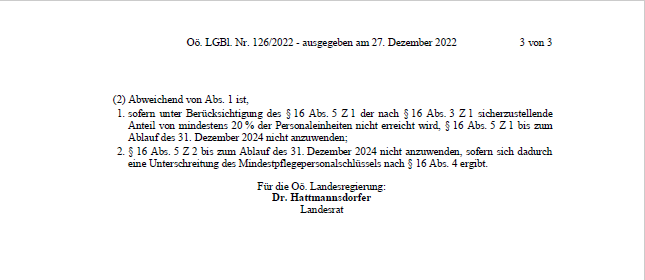 Oö. LGBl. Nr. 126/2022 - ausgegeben am 27. Dezember 2022 3 von 3
(2) Abweichend von Abs. 1 ist,
1. sofern unter Berücksichtigung des § 16 Abs. 5 Z 1 der nach § 16 Abs. 3 Z 1 sicherzustellende
Anteil von mindestens 20 % der Personaleinheiten nicht erreicht wird, § 16 Abs. 5 Z 1 bis zum
Ablauf des 31. Dezember 2024 nicht anzuwenden;
2. § 16 Abs. 5 Z 2 bis zum Ablauf des 31. Dezember 2024 nicht anzuwenden, sofern sich dadurch
eine Unterschreitung des Mindestpflegepersonalschlüssels nach § 16 Abs. 4 ergibt.
Für die Oö. Landesregierung:
Dr. Hattmannsdorfer
Landesrat